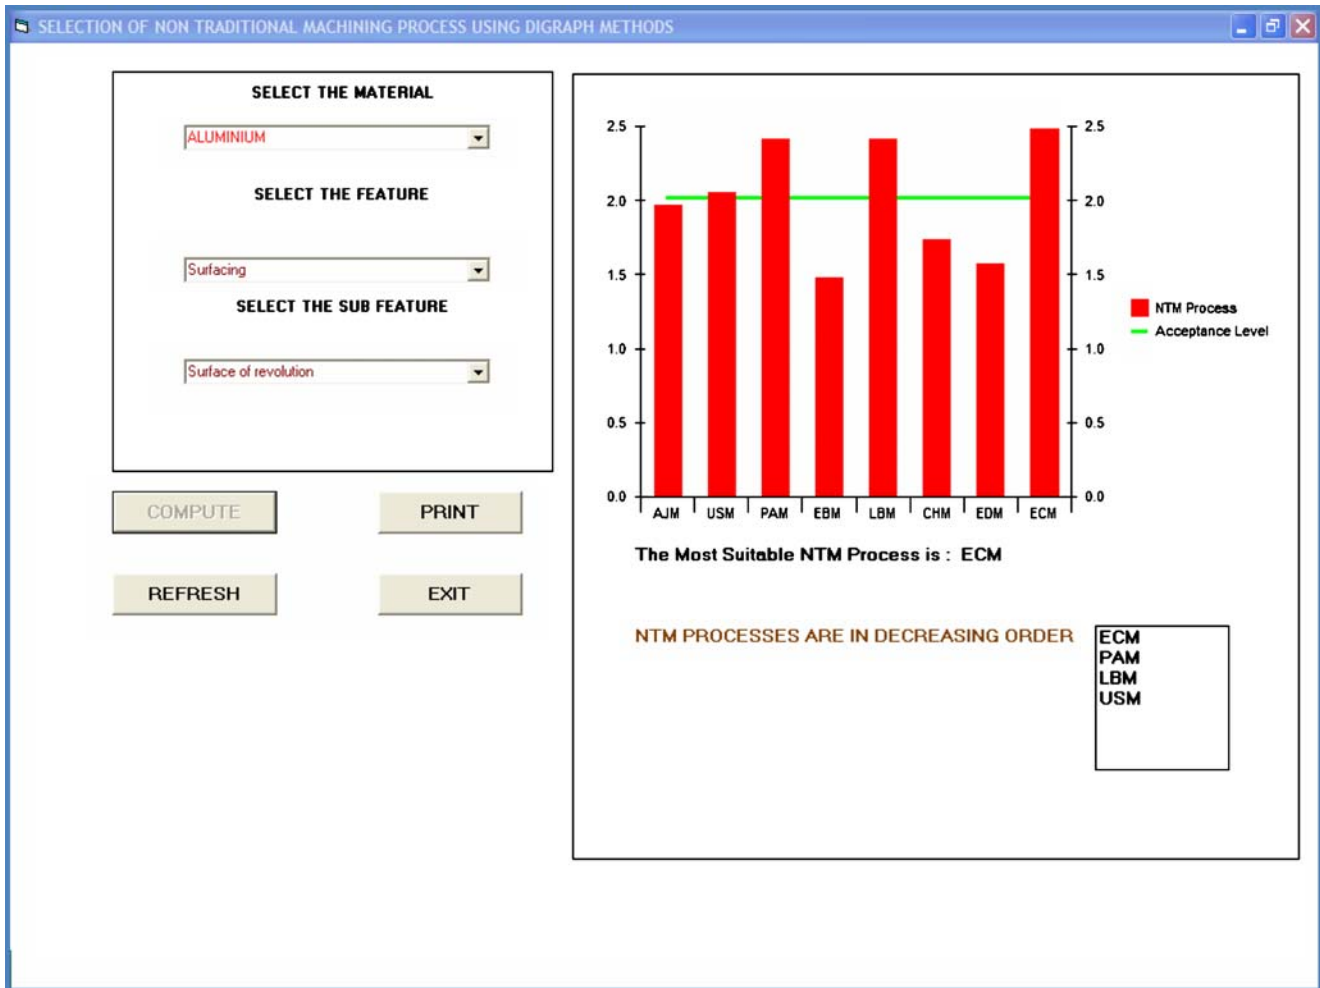 SELECTION OF NON TRADITIONAL MACHINING PROCESS USING DIGRAPH METHODS
SELECT THE MATERIAL
ALUMINIUM
SELECT THE FEATURE
Surfacing
SELECT THE SUB FEATURE
Surface of revolution
COMPUTE
PRINT
REFRESH
EXIT
2.5
2.0
1.5
1.0
0.5
0.0
2.5
2.0
1.5
1.0
0.5
0.0
AJM USM PAM EBM LBM CHM EDM ECM
NTM Process
Acceptance Level
The Most Suitable NTM Process is : ECM
NTM PROCESSES ARE IN DECREASING ORDER
ECM
PAM
LBM
USM